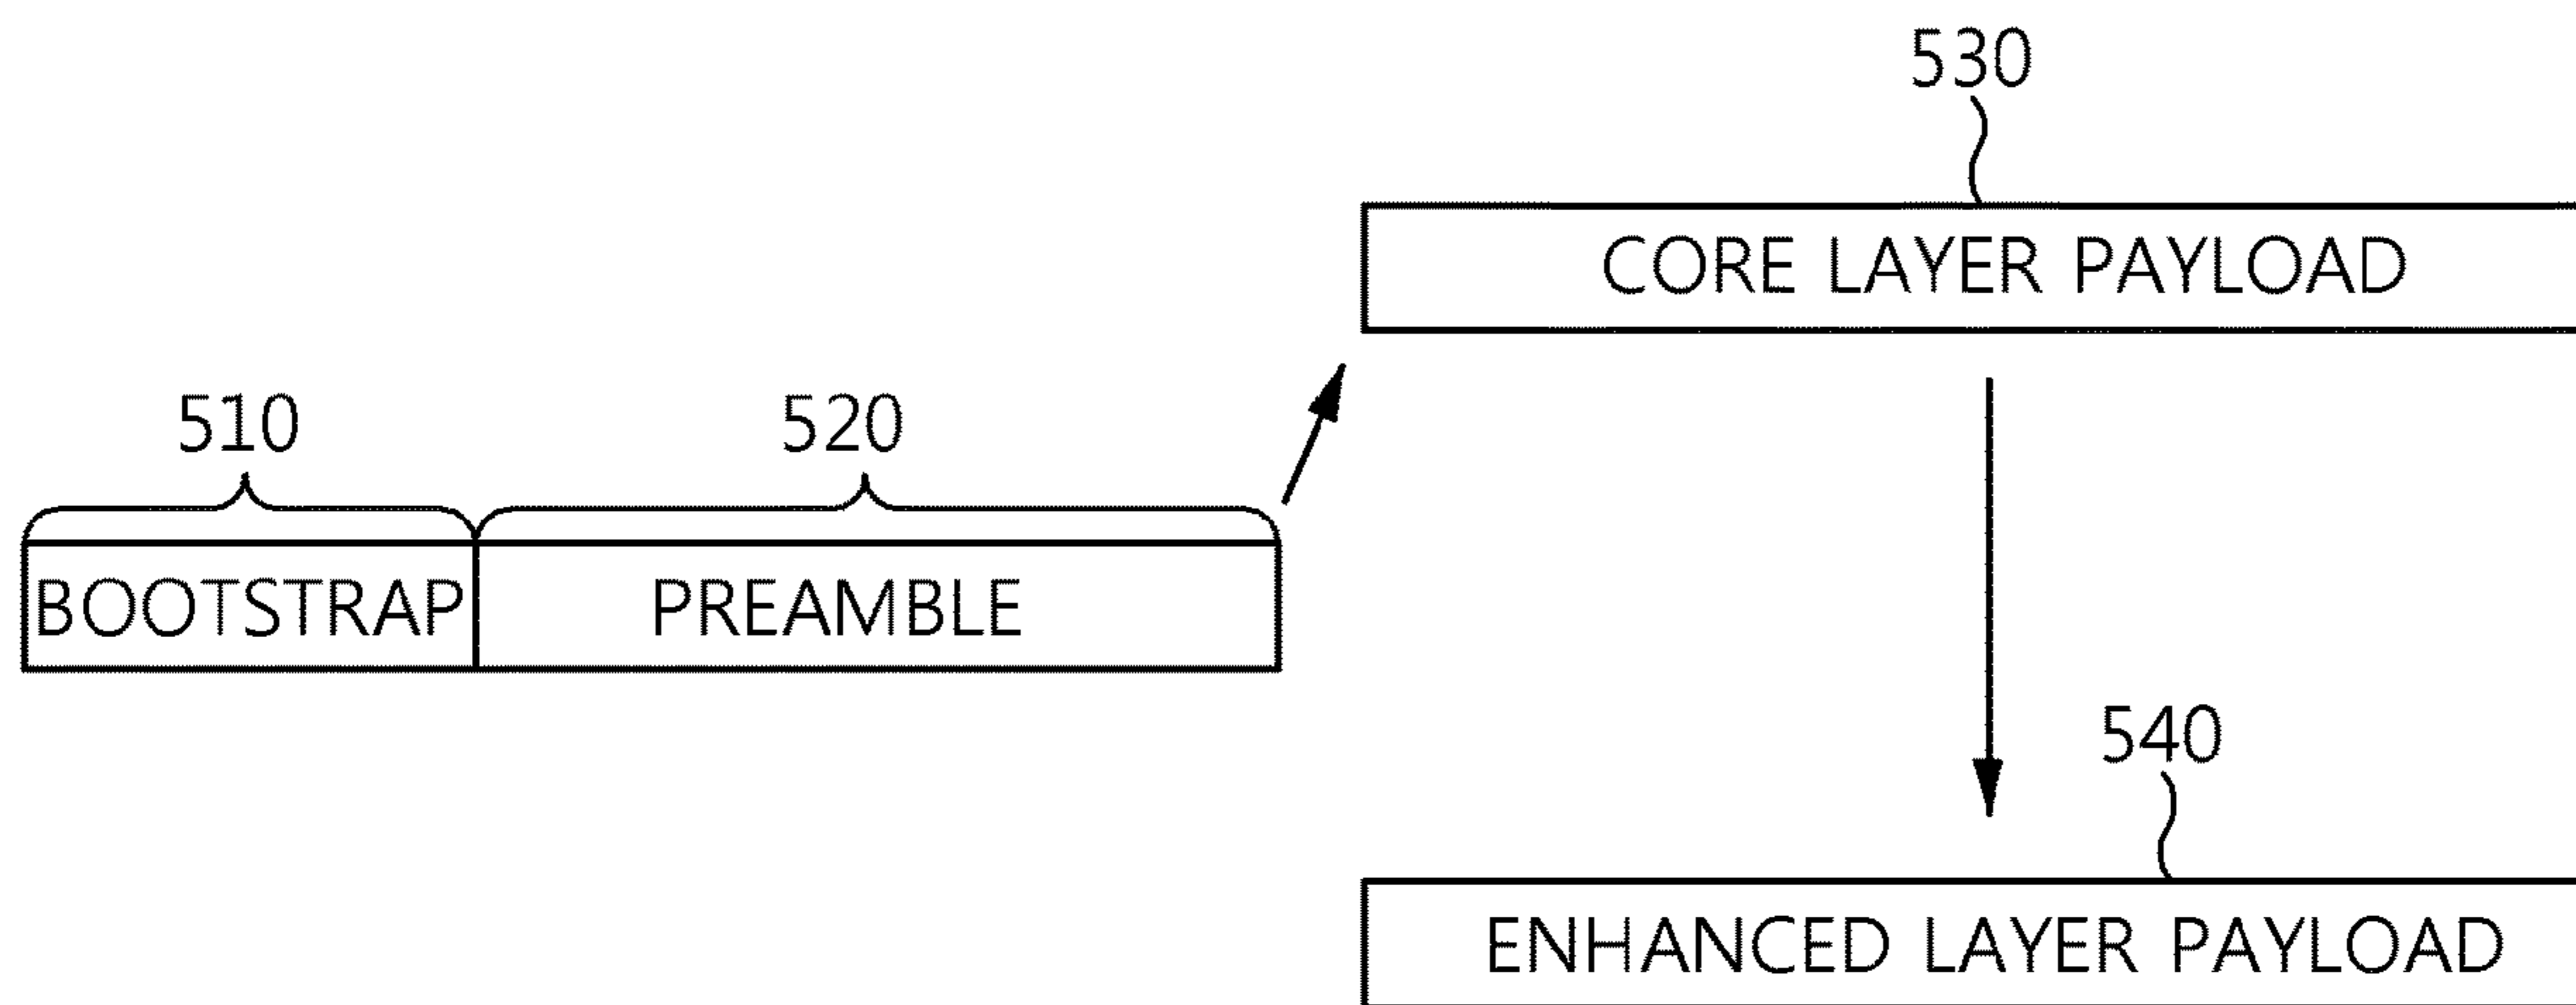 530
CORE LAYER PAYLOAD
510
520
BOOTSTRAP
PREAMBLE
540
ENHANCED LAYER PAYLOAD